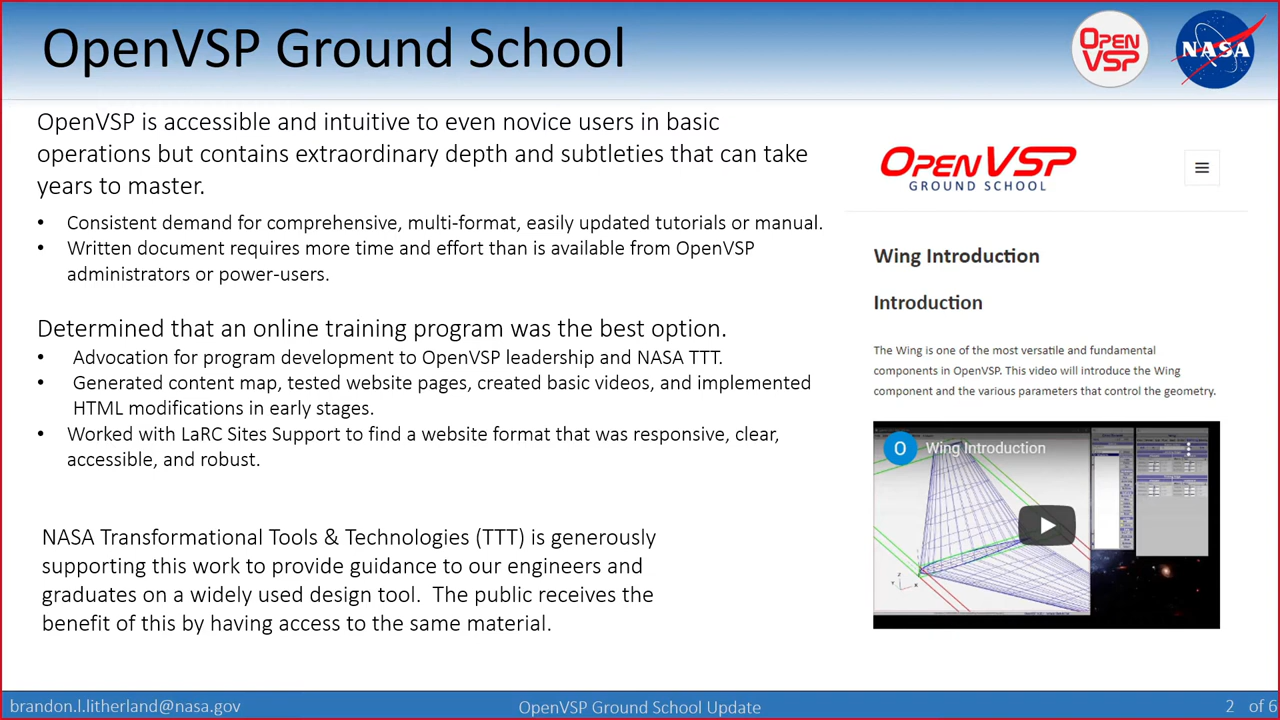 OpenVSP Ground School
OPEN
VSP
NASA
OpenVSP is accessible and intuitive to even novice users in basic
operations but contains extraordinary depth and subtleties that can take
years to master.
• Consistent demand for comprehensive, multi-format, easily updated tutorials or manual.
• Written document requires more time and effort than is available from OpenVSP
administrators or power-users.
Determined that an online training program was the best option.
• Advocation for program development to OpenVSP leadership and NASA TTT.
• Generated content map, tested website pages, created basic videos, and implemented
HTML modifications in early stages.
• Worked with LaRC Sites Support to find a website format that was responsive, clear,
accessible, and robust.
NASA Transformational Tools & Technologies (TTT) is generously
supporting this work to provide guidance to our engineers and
graduates on a widely used design tool. The public receives the
benefit of this by having access to the same material.
OPENVSP
GROUND SCHOOL
Wing Introduction
Introduction
The Wing is one of the most versatile and fundamental
components in OpenVSP. This video will introduce the Wing
component and the various parameters that control the geometry.
O Wing Introduction
brandon.l.litherland@nasa.gov
OpenVSP Ground School Update
2 of 6